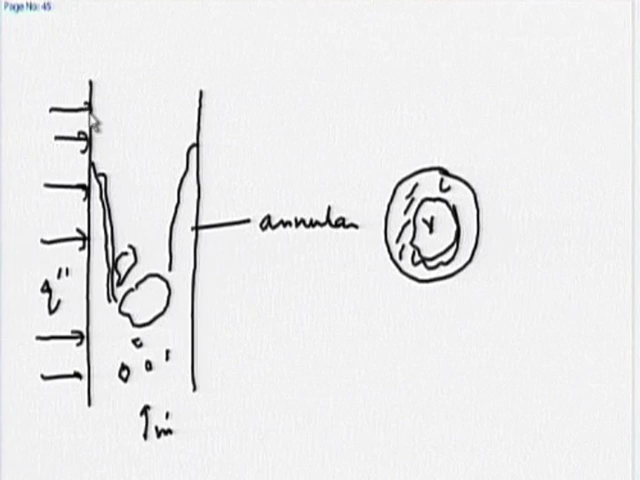 Page No: 45
annular
L
V
q"
ṁ